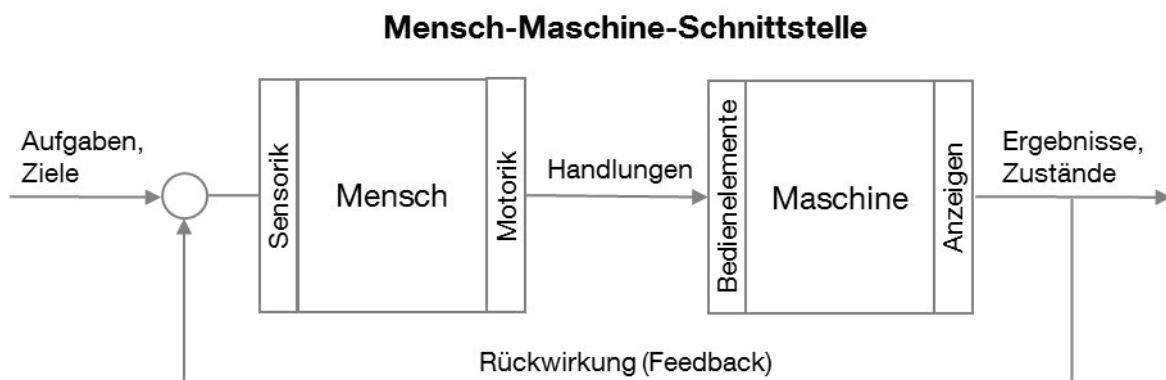 Mensch-Maschine-Schnittstelle
Aufgaben,
Ziele
Sensorik
Mensch
Motorik
Handlungen
Bedienelemente
Maschine
Anzeigen
Ergebnisse,
Zustände
Rückwirkung (Feedback)